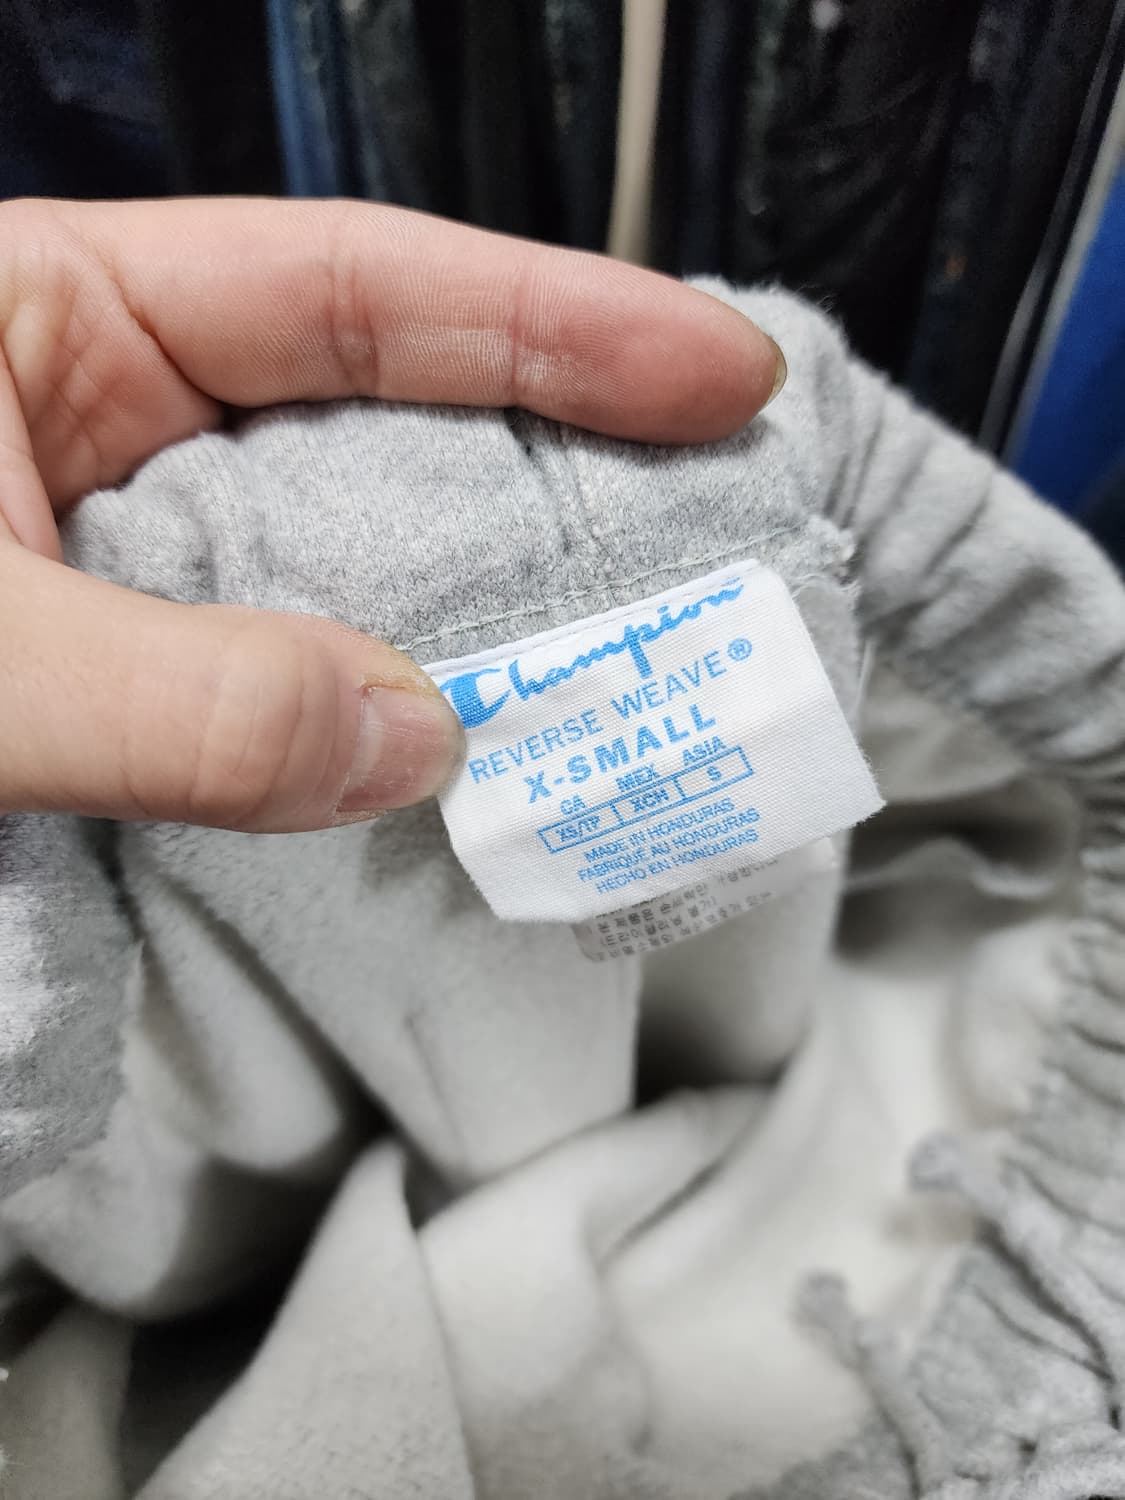 Champion
REVERSE WEAVE®
X-SMALL
CA MEX ASIA
XS/TP XCH S
MADE IN HONDURAS
FABRIQUÉ AU HONDURAS
HECHO EN HONDURAS